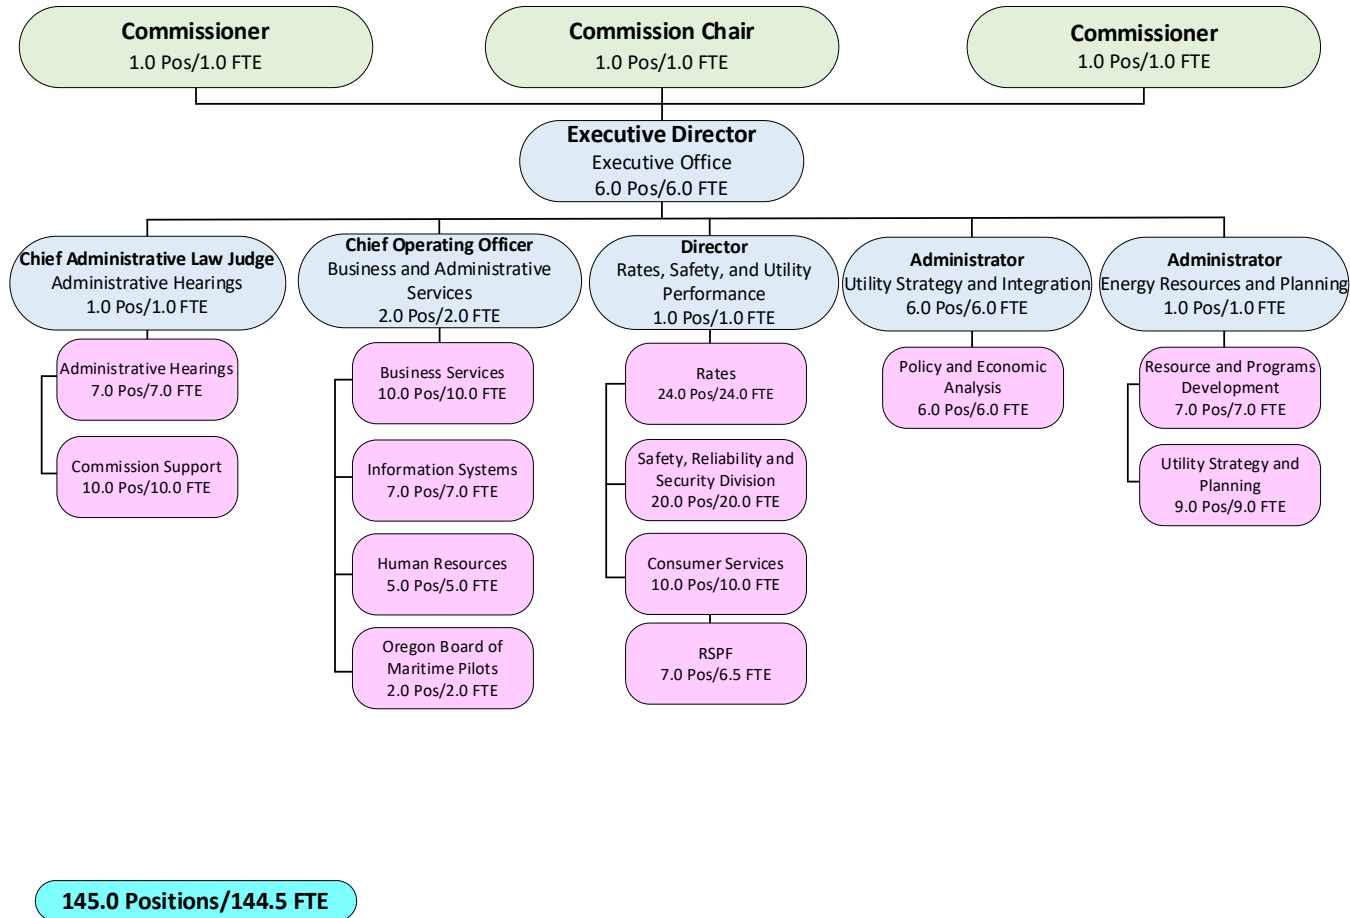 Commissioner
1.0 Pos/1.0 FTE
Commission Chair
1.0 Pos/1.0 FTE
Commissioner
1.0 Pos/1.0 FTE
Executive Director
Executive Office
6.0 Pos/6.0 FTE
Chief Administrative Law Judge
Administrative Hearings
1.0 Pos/1.0 FTE
Chief Operating Officer
Business and Administrative
Services
2.0 Pos/2.0 FTE
Director
Rates, Safety, and Utility
Performance
1.0 Pos/1.0 FTE
Administrator
Utility Strategy and Integration
6.0 Pos/6.0 FTE
Administrator
Energy Resources and Planning
1.0 Pos/1.0 FTE
Administrative Hearings
7.0 Pos/7.0 FTE
Commission Support
10.0 Pos/10.0 FTE
Business Services
10.0 Pos/10.0 FTE
Information Systems
7.0 Pos/7.0 FTE
Human Resources
5.0 Pos/5.0 FTE
Oregon Board of
Maritime Pilots
2.0 Pos/2.0 FTE
Rates
24.0 Pos/24.0 FTE
Safety, Reliability and
Security Division
20.0 Pos/20.0 FTE
Consumer Services
10.0 Pos/10.0 FTE
RSPF
7.0 Pos/6.5 FTE
Policy and Economic
Analysis
6.0 Pos/6.0 FTE
Resource and Programs
Development
7.0 Pos/7.0 FTE
Utility Strategy and
Planning
9.0 Pos/9.0 FTE
145.0 Positions/144.5 FTE